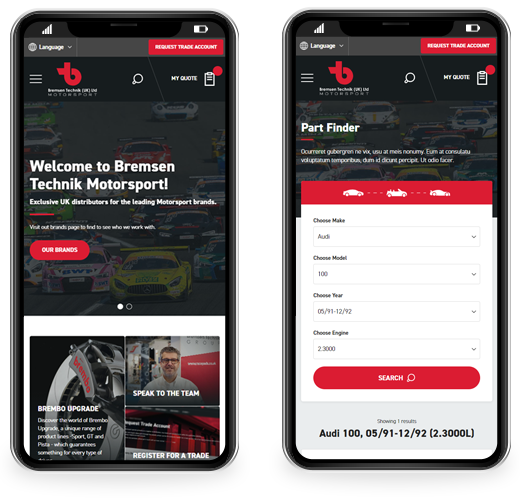 Language
REQUEST TRADE ACCOUNT
Bremsen Technik (UK) Ltd
MOTORSPORT
MY QUOTE
Welcome to Bremsen
Technik Motorsport!
Exclusive UK distributors for the leading Motorsport brands.
Visit out brands page to find to see who we work with.
OUR BRANDS
brembo
BREMBO UPGRADE
Discover the world of Brembo
Upgrade, a unique range of
product lines -Sport, GT and
Pista - which guarantees
something for every type of
SPEAK TO THE TEAM
Request Trade Account
REGISTER FOR A TRADE
Language
REQUEST TRADE ACCOUNT
Bremsen Technik (UK) Ltd
MOTORSPORT
MY QUOTE
Part Finder
Ocurreret gubergren ne vix, usu at meis nonumy. Eum at consulatu
voluptatum temporibus, dum id dicunt percipit. Ut odio facer.
Choose Make
Audi
Choose Model
100
Choose Year
05/91-12/92
Choose Engine
2.3000
SEARCH
Showing 1 results
Audi 100, 05/91-12/92 (2.3000L)